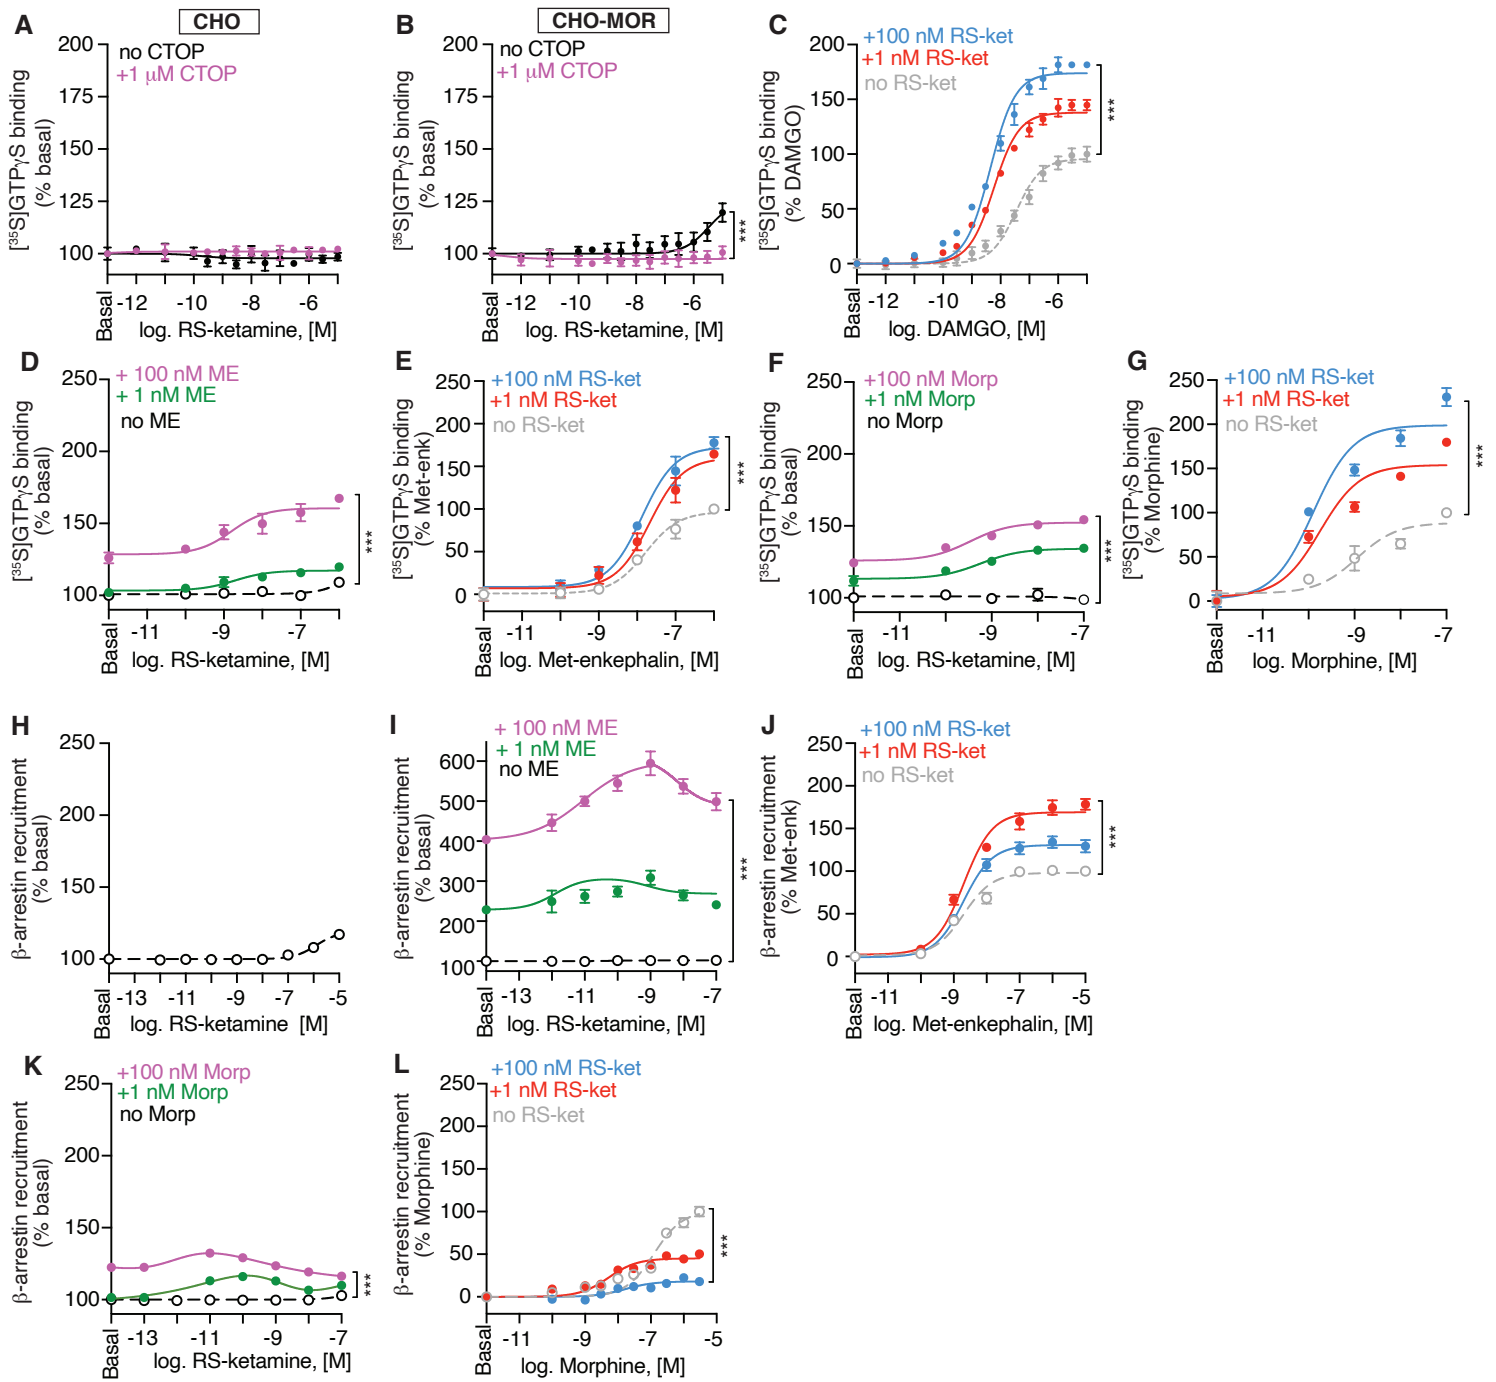 A
CHO
no CTOP
+1 μM CTOP
[³⁵S]GTPγS binding
(% basal)
200
175
150
125
100
Basal
-12
-10
-8
-6
log. RS-ketamine, [M]
B
CHO-MOR
no CTOP
+1 μM CTOP
[³⁵S]GTPγS binding
(% basal)
200
175
150
125
100
***
Basal
-12
-10
-8
-6
log. RS-ketamine, [M]
C
+100 nM RS-ket
+1 nM RS-ket
no RS-ket
[³⁵S]GTPγS binding
(% DAMGO)
200
150
100
50
0
***
Basal
-12
-10
-8
-6
log. DAMGO, [M]
D
+ 100 nM ME
+ 1 nM ME
no ME
[³⁵S]GTPγS binding
(% basal)
250
200
150
100
***
Basal
-11
-9
-7
log. RS-ketamine, [M]
E
+100 nM RS-ket
+1 nM RS-ket
no RS-ket
[³⁵S]GTPγS binding
(% Met-enk)
250
200
150
100
50
0
***
Basal
-11
-9
-7
log. Met-enkephalin, [M]
F
+100 nM Morp
+1 nM Morp
no Morp
[³⁵S]GTPγS binding
(% basal)
250
200
150
100
***
Basal
-11
-9
-7
log. RS-ketamine, [M]
G
+100 nM RS-ket
+1 nM RS-ket
no RS-ket
[³⁵S]GTPγS binding
(% Morphine)
250
200
150
100
50
0
***
Basal
-11
-9
-7
log. Morphine, [M]
H
β-arrestin recruitment
(% basal)
250
200
150
100
Basal
-13
-11
-9
-7
-5
log. RS-ketamine [M]
I
+ 100 nM ME
+ 1 nM ME
no ME
β-arrestin recruitment
(% basal)
600
500
400
300
200
100
***
Basal
-13
-11
-9
-7
log. RS-ketamine, [M]
J
+100 nM RS-ket
+1 nM RS-ket
no RS-ket
β-arrestin recruitment
(% Met-enk)
250
200
150
100
50
0
***
Basal
-11
-9
-7
-5
log. Met-enkephalin, [M]
K
+100 nM Morp
+1 nM Morp
no Morp
β-arrestin recruitment
(% basal)
250
200
150
100
***
Basal
-13
-11
-9
-7
log. RS-ketamine, [M]
L
+100 nM RS-ket
+1 nM RS-ket
no RS-ket
β-arrestin recruitment
(% Morphine)
250
200
150
100
50
0
***
Basal
-11
-9
-7
-5
log. Morphine, [M]